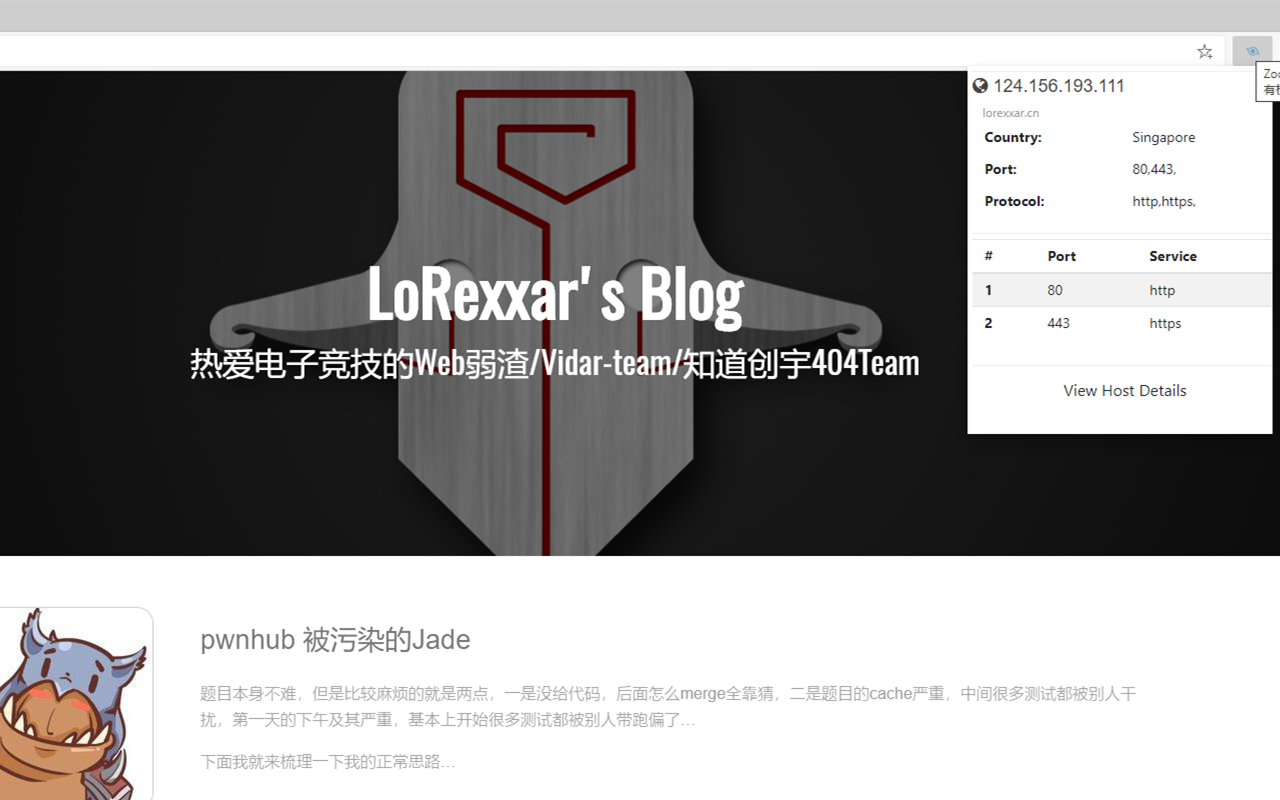 124.156.193.111
lorexxar.cn
Country: Singapore
Port: 80,443,
Protocol: http,https,
# Port Service
1 80 http
2 443 https
View Host Details
LoRexxar's Blog
热爱电子竞技的Web弱渣/Vidar-team/知道创宇404Team
pwnhub 被污染的Jade
题目本身不难，但是比较麻烦的就是两点，一是没给代码，后面怎么merge全靠猜，二是题目的cache严重，中间很多测试都被别人干
扰，第一天的下午及其严重，基本上开始很多测试都被别人带跑偏了…
下面我就来梳理一下我的正常思路…